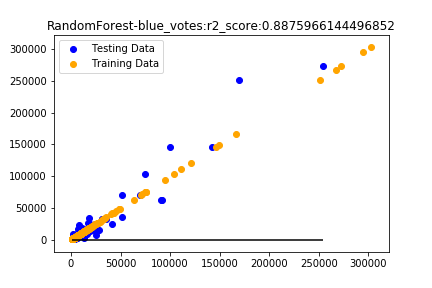 RandomForest-blue_votes:r2_score:0.8875966144496852
Testing Data
Training Data
300000
250000
200000
150000
100000
50000
0
0 50000 100000 150000 200000 250000 300000